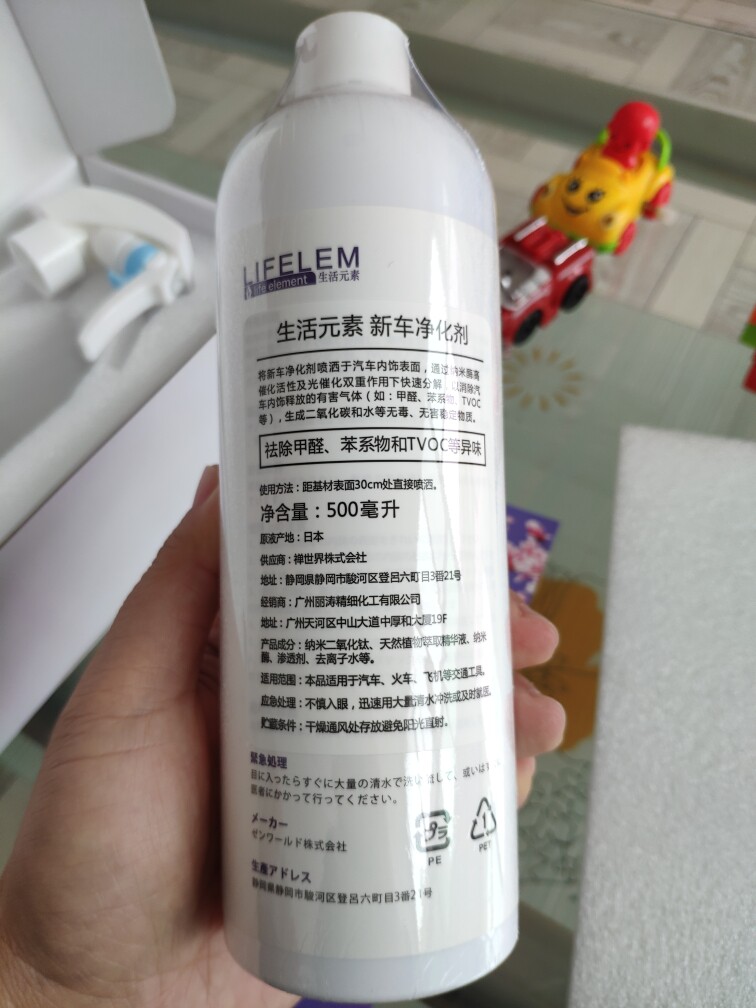 LIFELEM
life element 生活元素
生活元素 新车净化剂
将新车净化剂喷洒于汽车内饰表面，通过纳米酶高
催化活性及光催化双重作用下快速分解，以消除汽
车内饰释放的有害气体（如：甲醛、苯系物、TVOC
等），生成二氧化碳和水等无毒、无害稳定物质。
祛除甲醛、苯系物和TVOC等异味
使用方法：距基材表面30cm处直接喷洒。
净含量：500毫升
原液产地：日本
供应商：禅世界株式会社
地址：静岡県静岡市駿河区登呂六町目3番21号
经销商：广州丽涛精细化工有限公司
地址：广州天河区中山大道中厚和大厦19F
产品成分：纳米二氧化钛、天然植物萃取精华液、纳米
酶、渗透剂、去离子水等。
适用范围：本品适用于汽车、火车、飞机等交通工具。
应急处理：不慎入眼，迅速用大量清水冲洗或及时就医。
贮藏条件：干燥通风处存放避免阳光直射。
緊急処理
目に入ったらすぐに大量の清水で洗 して、或いはす
医者にかかって行ってください。
メーカー
ゼンワールド株式会社
生產アドレス
静岡県静岡市駿河区登呂六町目3番21号
プラ
PE
1
PET